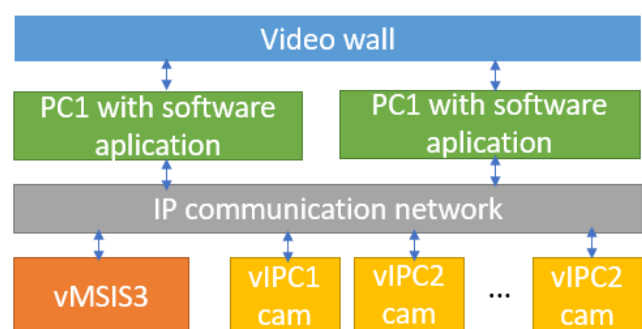 Video wall
PC1 with software
aplication
PC1 with software
aplication
IP communication network
vMSIS3
vIPC1
cam
vIPC2
cam
...
vIPC2
cam